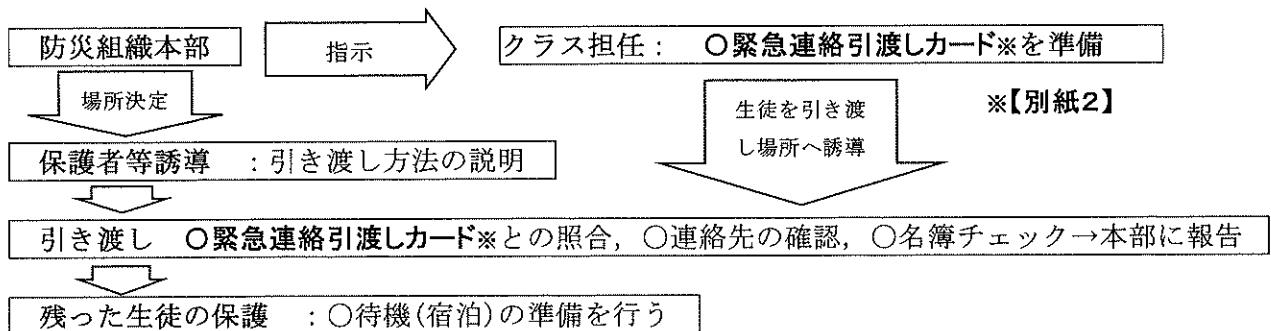 防災組織本部
指示
クラス担任： 〇緊急連絡引渡しカード※を準備
場所決定
生徒を引き渡
し場所へ誘導
※【別紙２】
保護者等誘導 ：引き渡し方法の説明
引き渡し 〇緊急連絡引渡しカード※との照合，〇連絡先の確認，〇名簿チェック→本部に報告
残った生徒の保護 ：〇待機(宿泊)の準備を行う